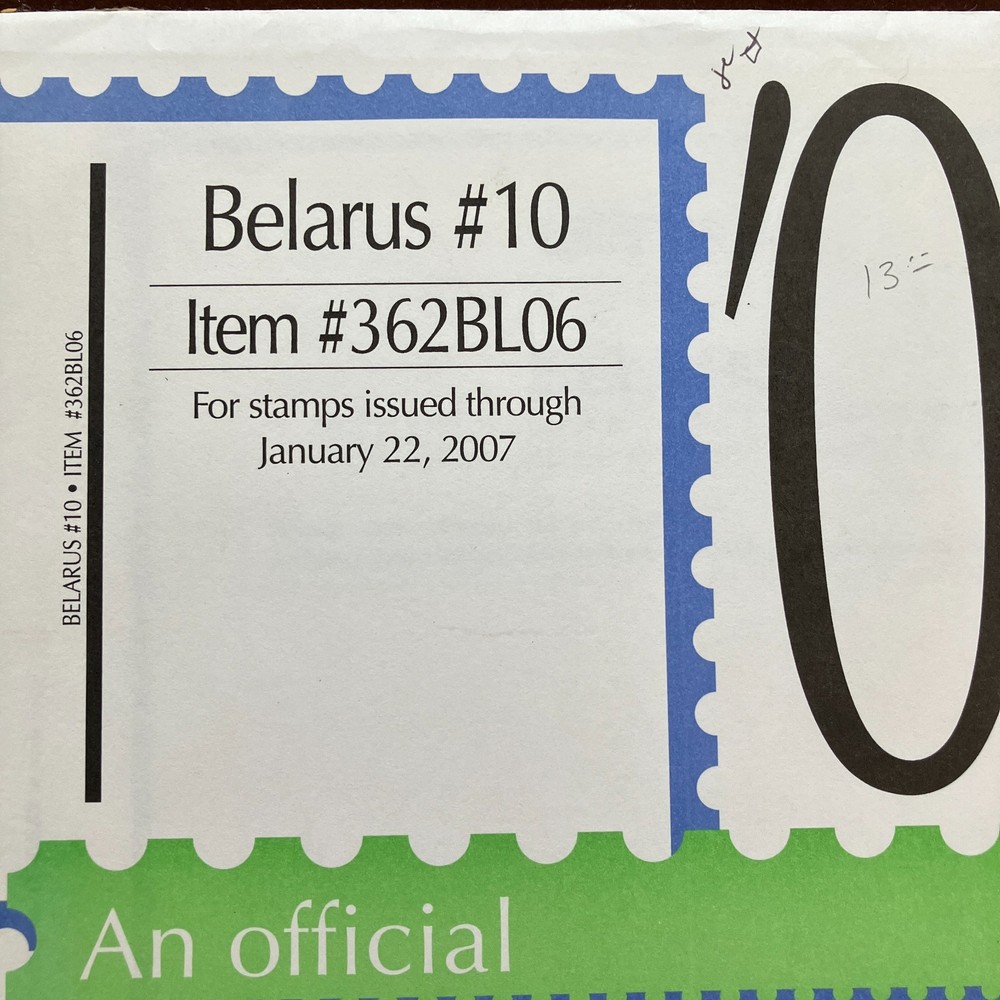 Belarus #10
Item #362BL06
For stamps issued through
January 22, 2007
BELARUS #10 • ITEM #362BL06
'0
13
An official